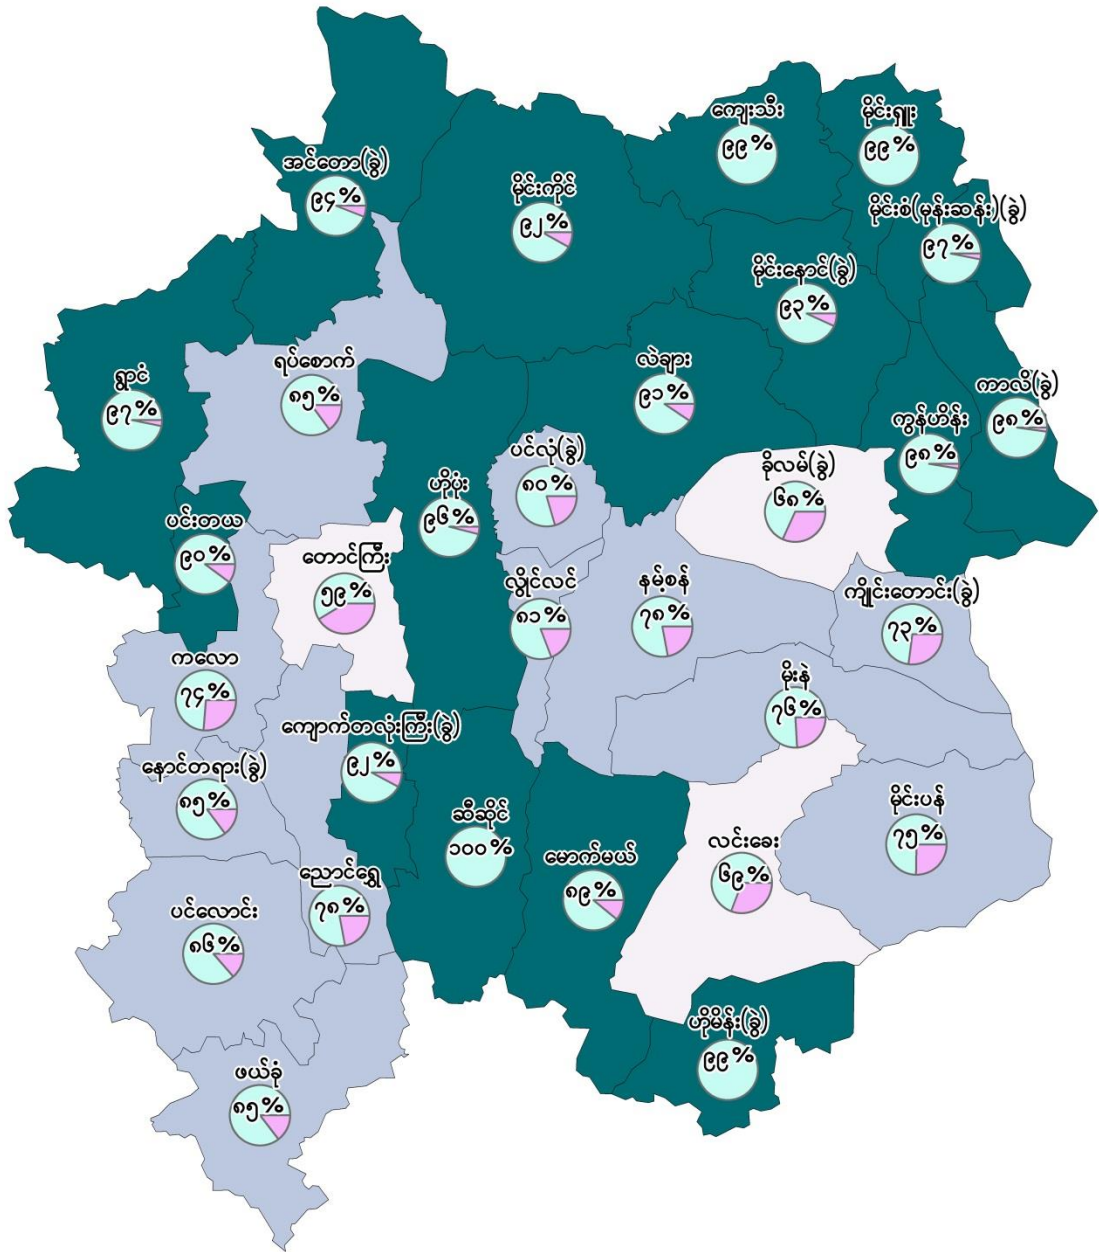 ကျေးသီး
၉၉%
မိုင်းရှူး
၉၉%
အင်တော(ခွဲ)
၉၄%
မိုင်းကိုင်
၉၂%
မိုင်းစံ(မုန်းဆန်း)(ခွဲ)
၉၇%
မိုင်းနောင်(ခွဲ)
၉၃%
ရပ်စောက်
၈၅%
လဲချား
၉၁%
ရွာငံ
၉၇%
ကာလိ(ခွဲ)
၉၈%
ကွန်ဟိန်း
၉၈%
ပင်လုံ(ခွဲ)
၈၀%
ခိုလမ်(ခွဲ)
၆၈%
ဟိုပုံး
၉၆%
ပင်းတယ
၉၀%
တောင်ကြီး
၅၉%
လွိုင်လင်
၈၁%
နမ့်စန်
၇၈%
ကျိုင်းတောင်း(ခွဲ)
၇၃%
ကလော
၇၄%
မိုးနဲ
၇၆%
ကျောက်တလုံးကြီး(ခွဲ)
၉၂%
နောင်တရား(ခွဲ)
၈၅%
မိုင်းပန်
၇၅%
ဆီဆိုင်
၁၀၀%
လင်းခေး
၆၉%
မောက်မယ်
၈၉%
ညောင်ရွှေ
၇၈%
ပင်လောင်း
၈၆%
ဟိုမိန်း(ခွဲ)
၉၉%
ဖယ်ခုံ
၈၅%